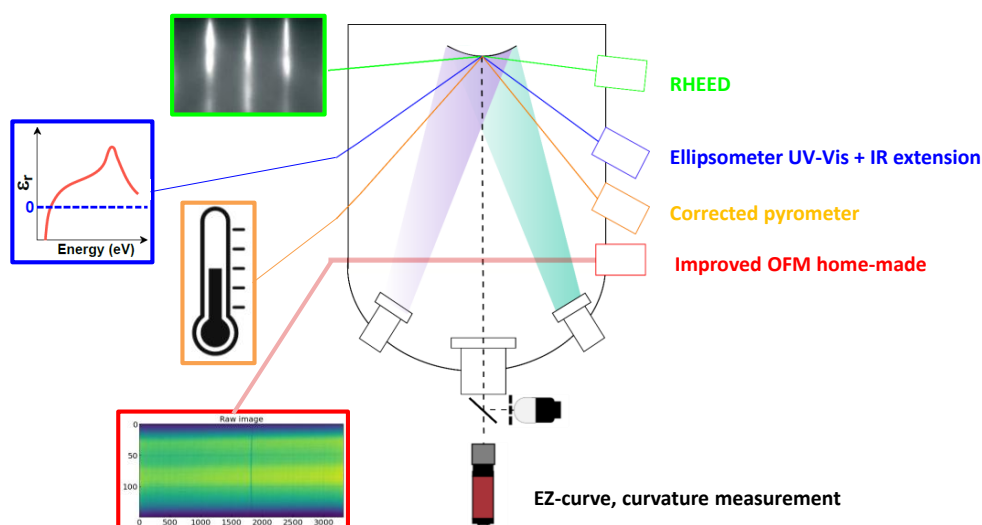 RHEED
Ellipsometer UV-Vis + IR extension
εr
0
Energy (eV)
Corrected pyrometer
Improved OFM home-made
Raw image
0
50
100
0 500 1000 1500 2000 2500 3000
EZ-curve, curvature measurement